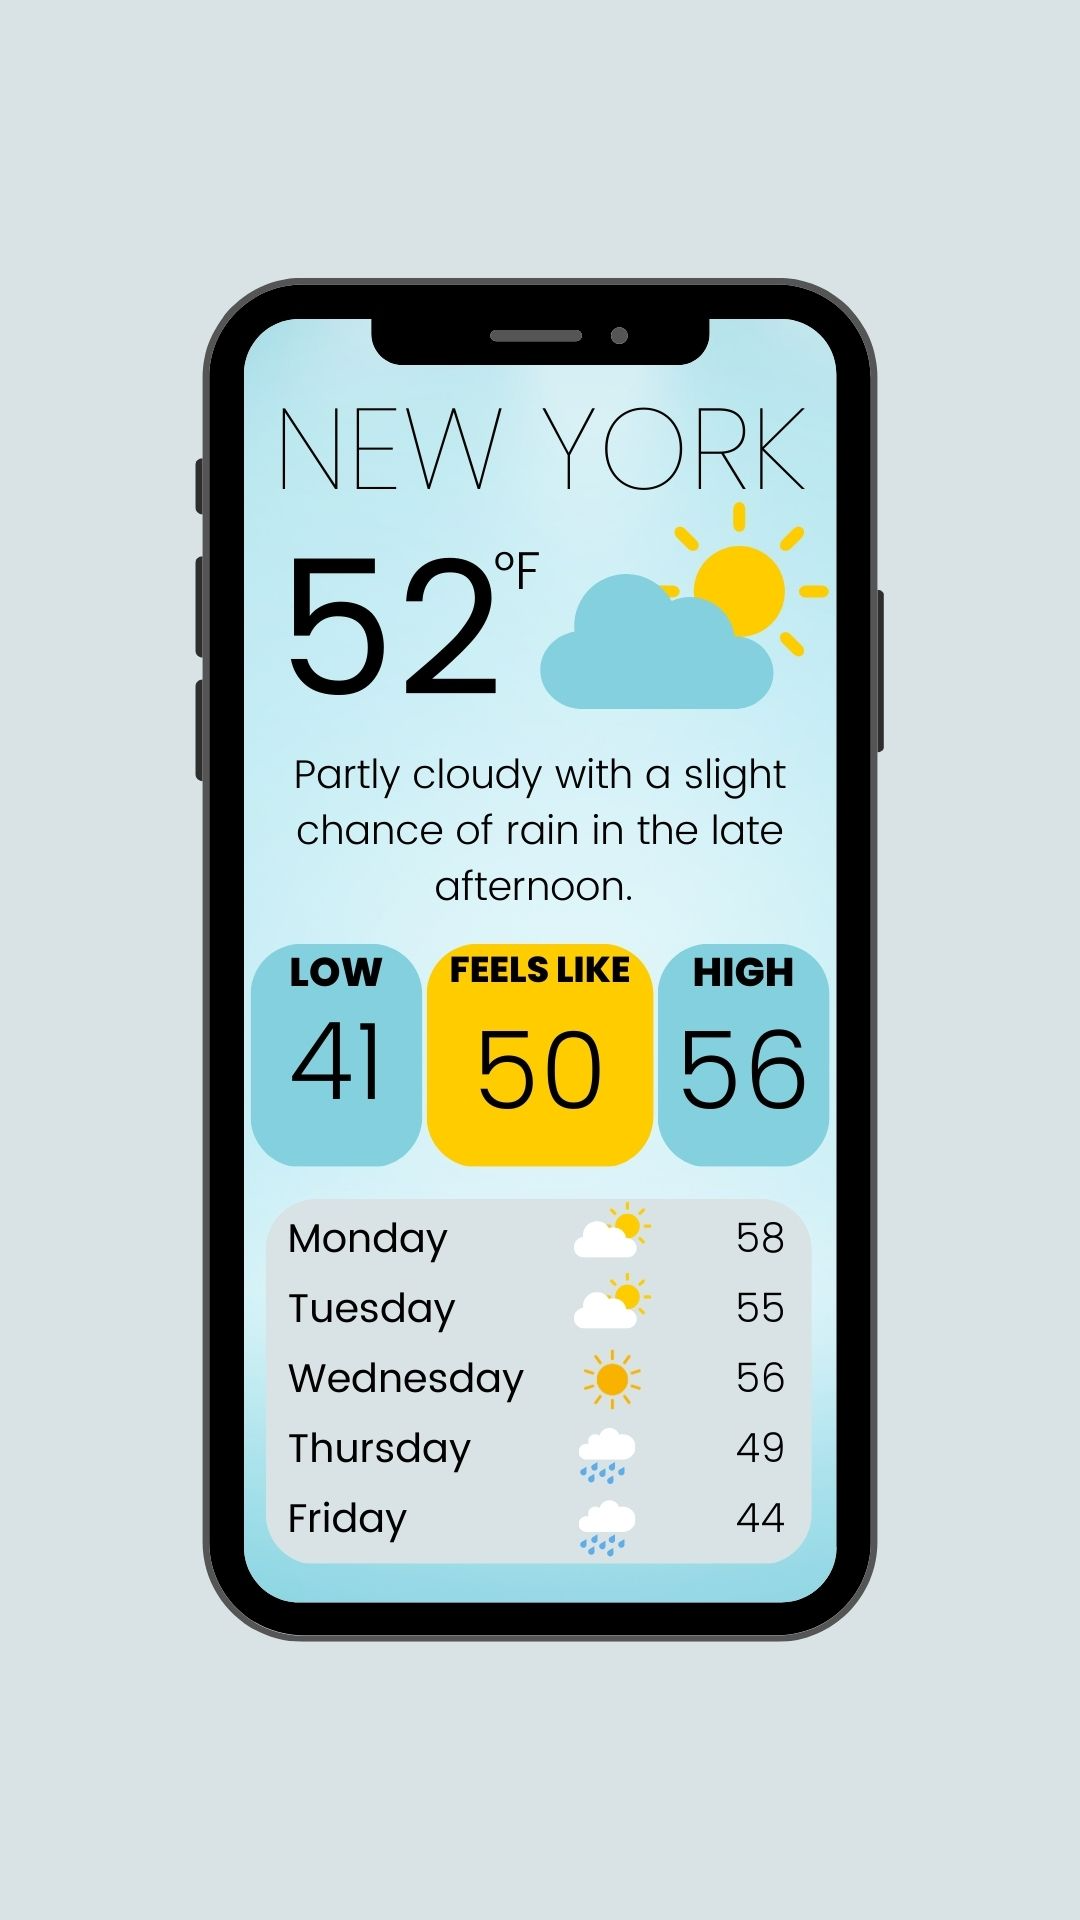 NEW YORK
52°F
Partly cloudy with a slight
chance of rain in the late
afternoon.
LOW
41
FEELS LIKE
50
HIGH
56
Monday 58
Tuesday 55
Wednesday 56
Thursday 49
Friday 44